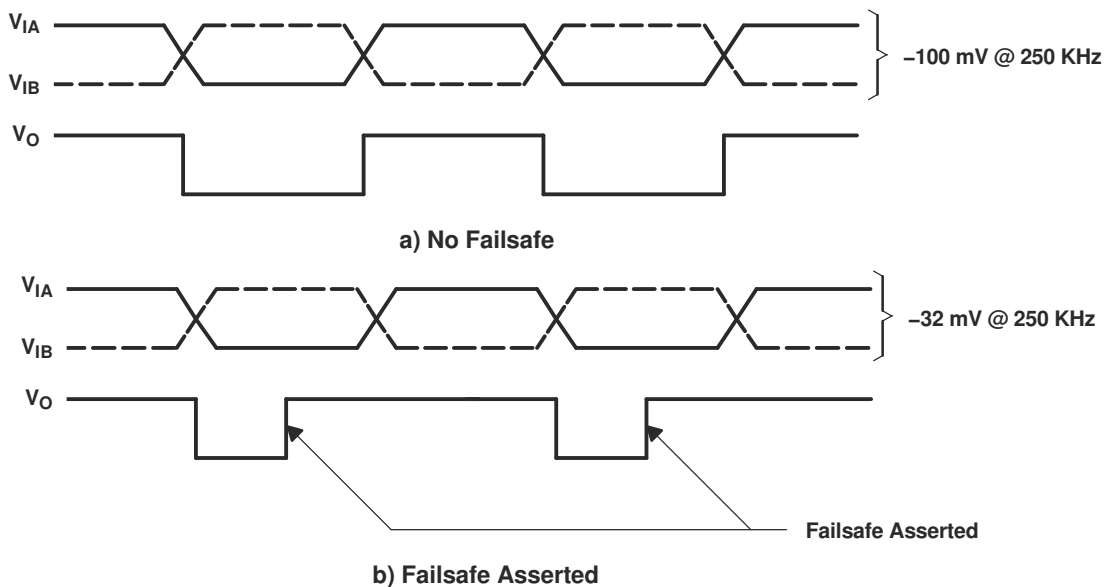 VIA
–100 mV @ 250 KHz
VIB
VO
a) No Failsafe
VIA
–32 mV @ 250 KHz
VIB
VO
Failsafe Asserted
b) Failsafe Asserted